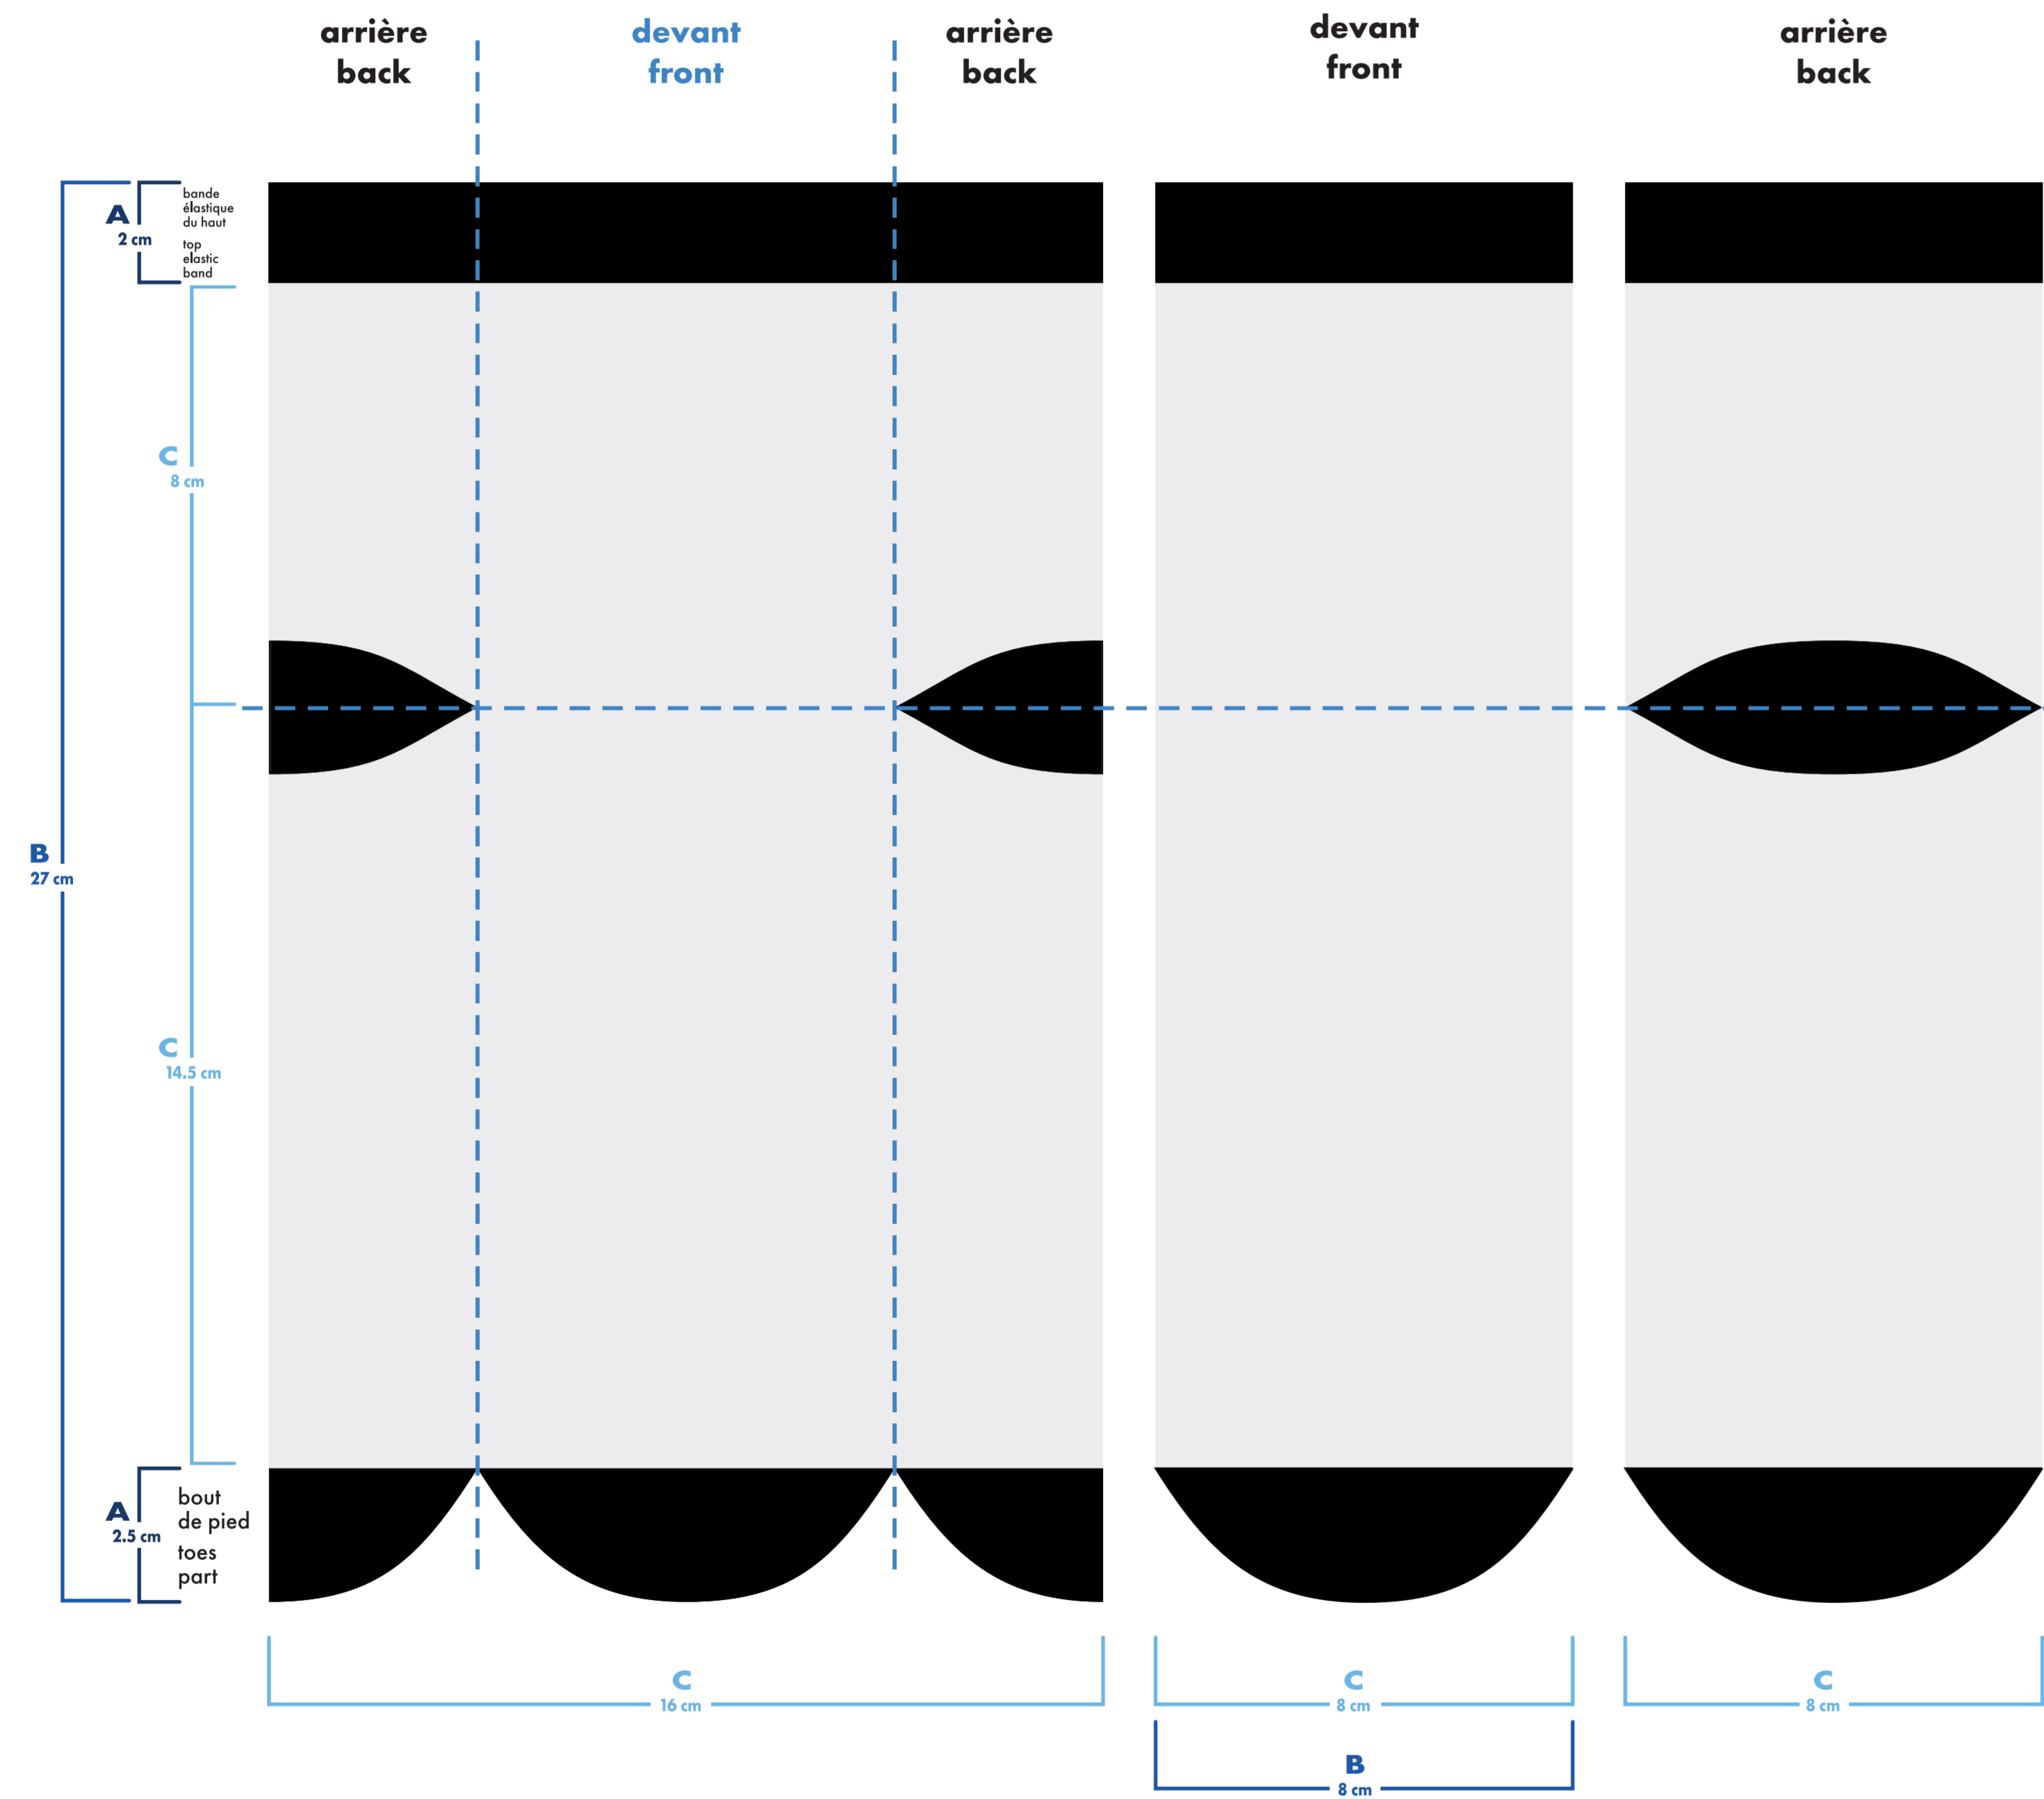 arrière
back
devant
front
arrière
back
devant
front
arrière
back
bande
élastique
du haut
A
2 cm
top
elastic
band
C
8 cm
B
27 cm
C
14.5 cm
bout
de pied
A
2.5 cm
toes
part
C
16 cm
C
8 cm
C
8 cm
B
8 cm